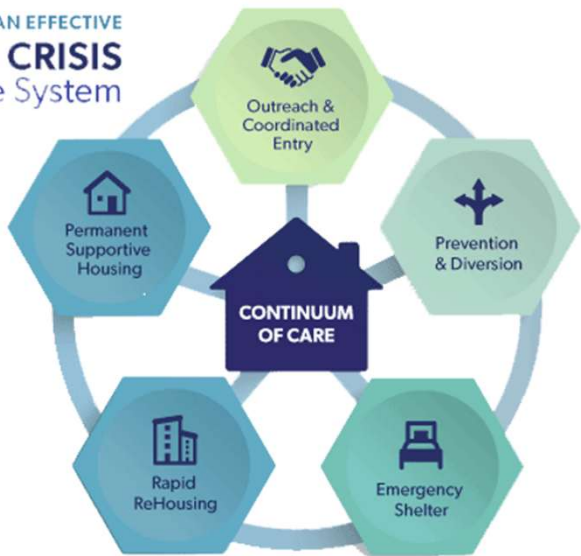 AN EFFECTIVE
CRISIS
System
Outreach &
Coordinated
Entry
Prevention
& Diversion
Emergency
Shelter
Rapid
ReHousing
Permanent
Supportive
Housing
CONTINUUM
OF CARE